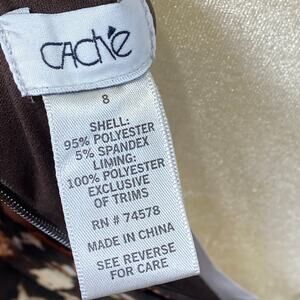 CACHÉ
8
SHELL:
95% POLYESTER
5% SPANDEX
LINING:
100% POLYESTER
EXCLUSIVE
OF TRIMS
RN # 74578
MADE IN CHINA
SEE REVERSE
FOR CARE